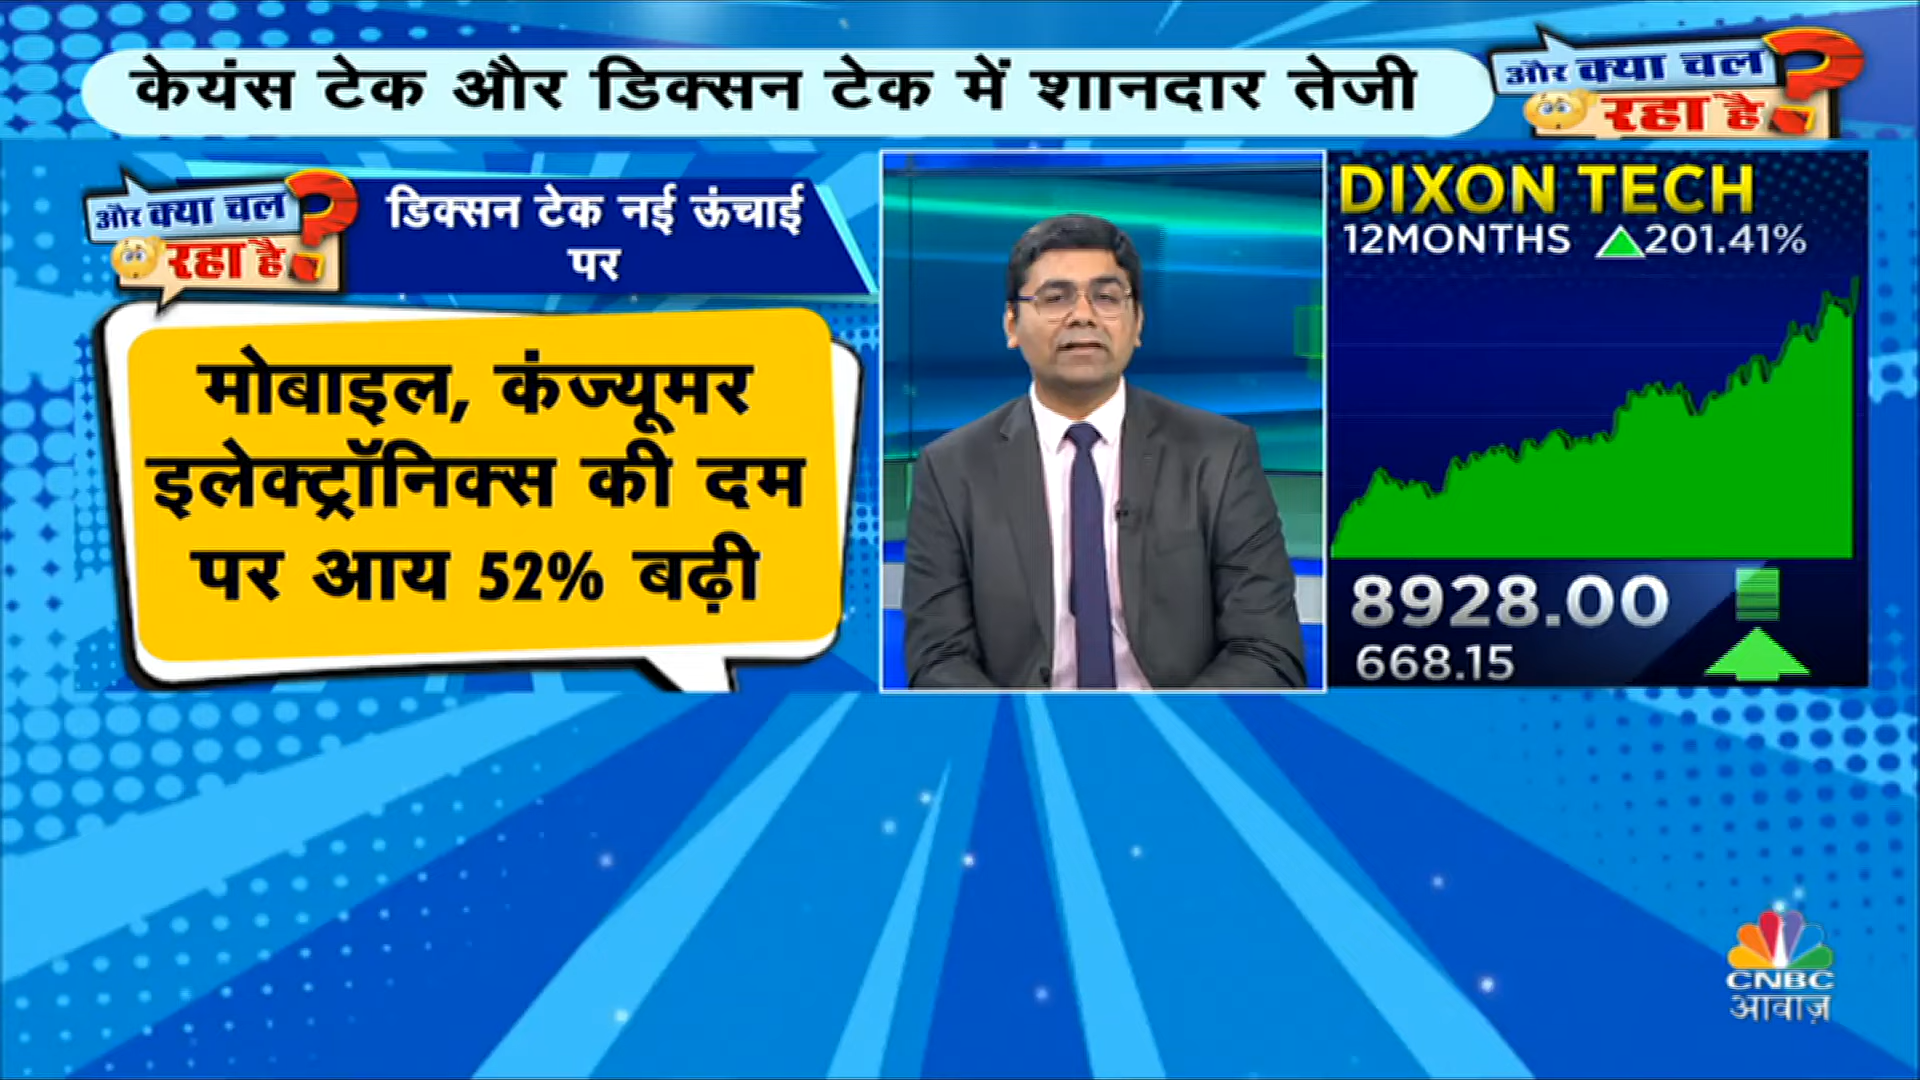 केयंस टेक और डिक्सन टेक में शानदार तेजी
और क्या चल
रहा है ?
और क्या चल
रहा है ?
डिक्सन टेक नई ऊंचाई
पर
मोबाइल, कंज्यूमर
इलेक्ट्रॉनिक्स की दम
पर आय 52% बढ़ी
DIXON TECH
12MONTHS ▲201.41%
8928.00
668.15
CNBC
आवाज़